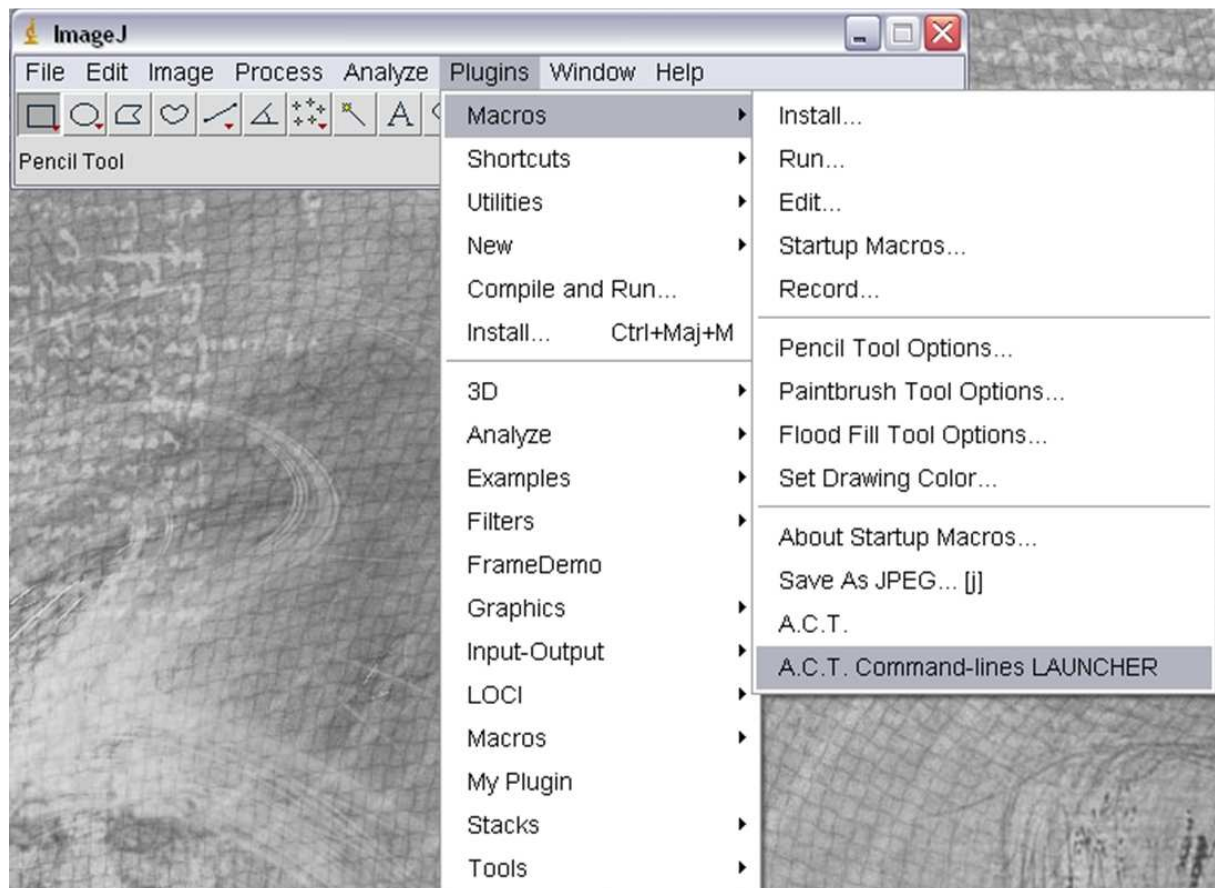 ImageJ
File Edit Image Process Analyze Plugins Window Help
A
Pencil Tool
Macros
Shortcuts
Utilities
New
Compile and Run...
Install... Ctrl+Maj+M
3D
Analyze
Examples
Filters
FrameDemo
Graphics
Input-Output
LOCI
Macros
My Plugin
Stacks
Tools
Install...
Run...
Edit...
Startup Macros...
Record...
Pencil Tool Options...
Paintbrush Tool Options...
Flood Fill Tool Options...
Set Drawing Color...
About Startup Macros...
Save As JPEG... [j]
A.C.T.
A.C.T. Command-lines LAUNCHER